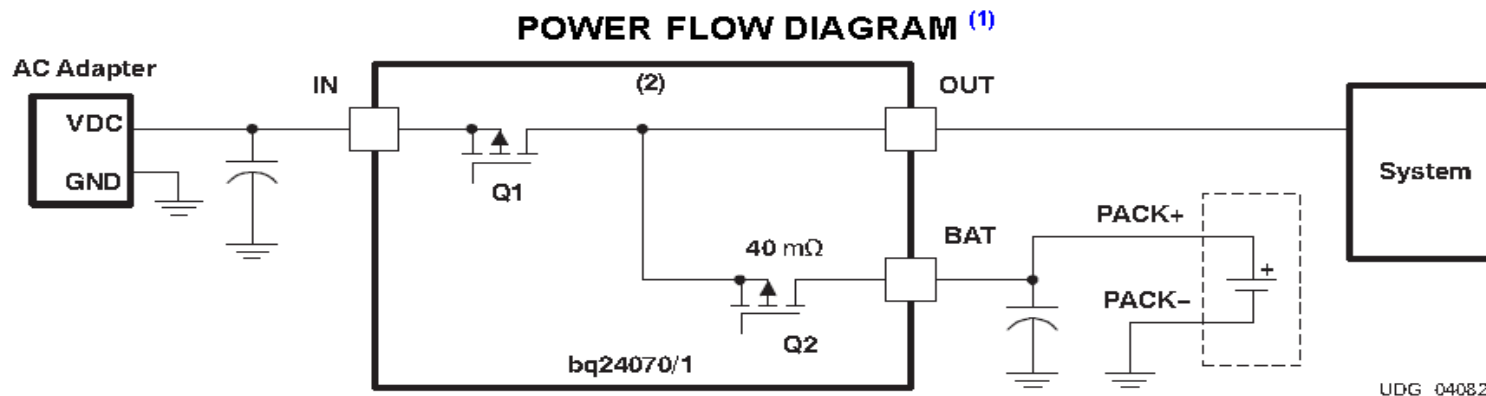 POWER FLOW DIAGRAM (1)
AC Adapter
VDC
GND
IN
(2)
OUT
Q1
System
40 mΩ
BAT
PACK+
+
PACK–
Q2
bq24070/1
UDG 04082